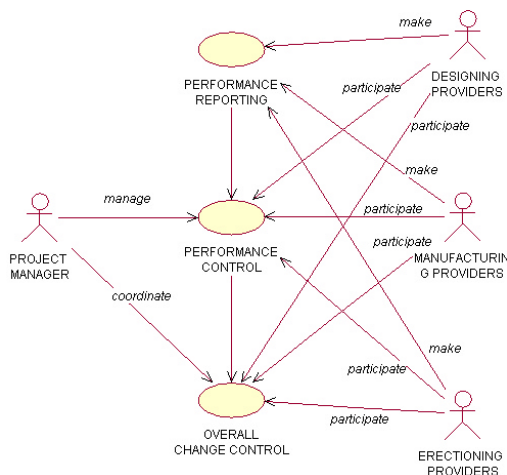 make
PERFORMANCE
REPORTING
DESIGNING
PROVIDERS
participate
participate
make
manage
participate
PROJECT
MANAGER
PERFORMANCE
CONTROL
MANUFACTURIN
G PROVIDERS
participate
coordinate
make
participate
participate
OVERALL
CHANGE CONTROL
ERECTIONING
PROVIDERS